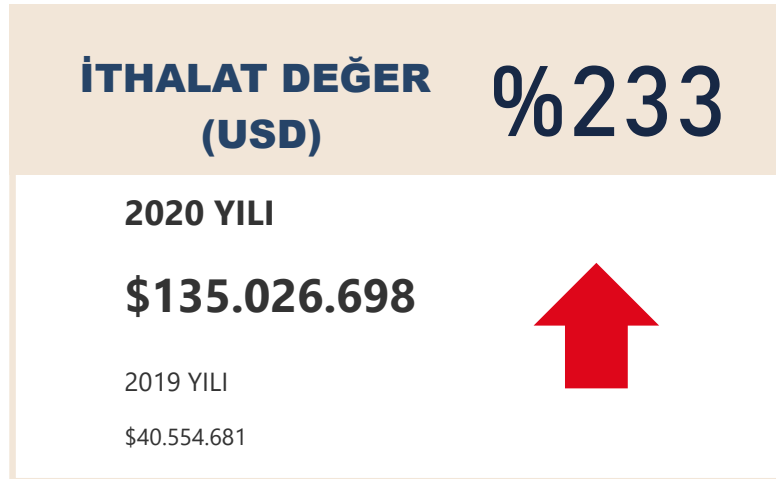 İTHALAT DEĞER
(USD)
%233
2020 YILI
$135.026.698
2019 YILI
$40.554.681